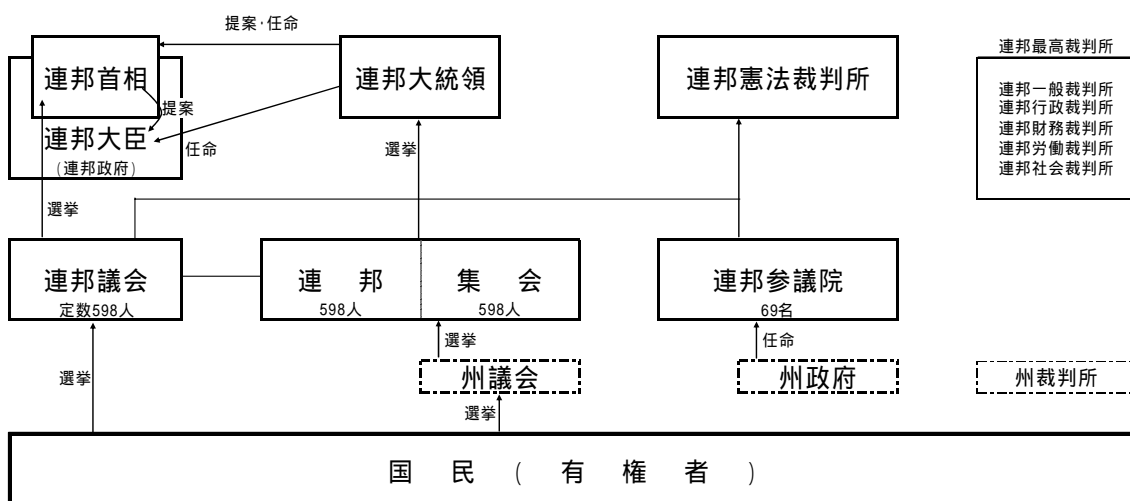 提案·任命
連邦首相
連邦大統領
連邦憲法裁判所
連邦最高裁判所
連邦一般裁判所
連邦行政裁判所
連邦財務裁判所
連邦労働裁判所
連邦社会裁判所
提案
連邦大臣
(連邦政府)
任命
選挙
選挙
連邦議会
定数598人
連邦
598人
集会
598人
連邦参議院
69名
選挙
任命
選挙
州議会
州政府
州裁判所
選挙
国民(有権者)